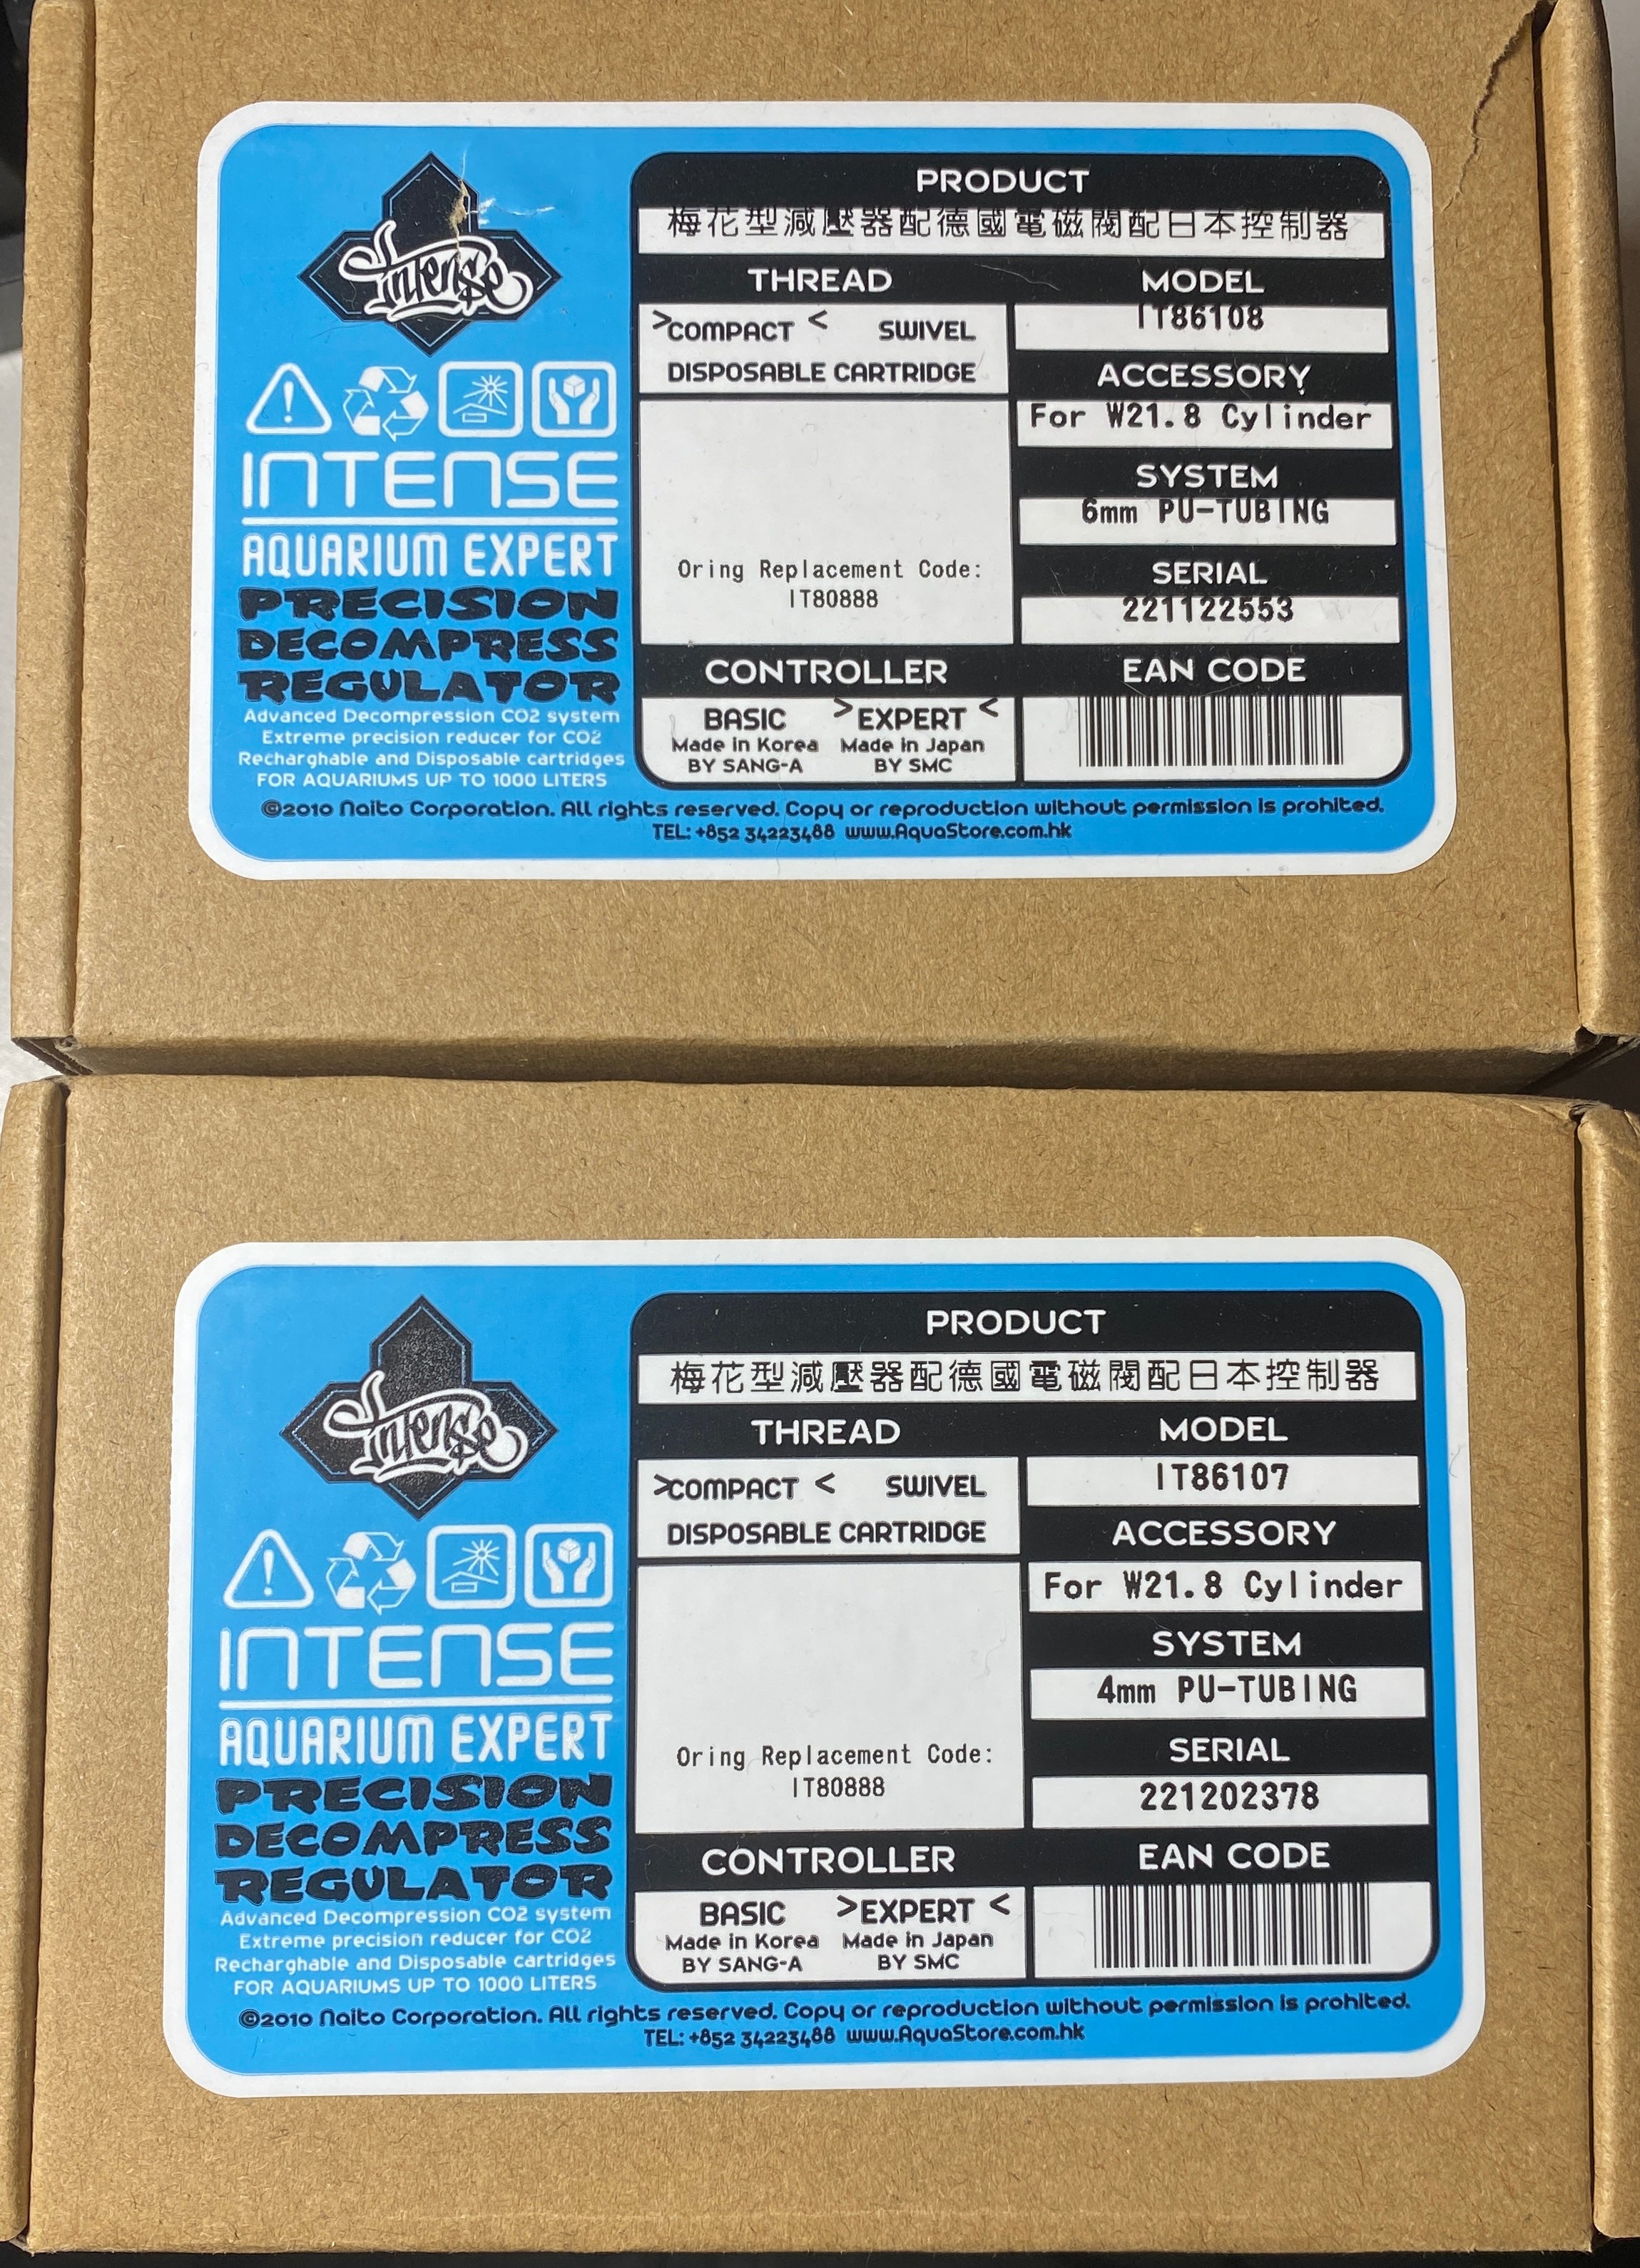 Intense
PRODUCT
梅花型減壓器配德國電磁閥配日本控制器
THREAD
MODEL
>COMPACT < SWIVEL
DISPOSABLE CARTRIDGE
IT86108
ACCESSORY
For W21.8 Cylinder
SYSTEM
6mm PU-TUBING
Oring Replacement Code:
IT80888
SERIAL
221122553
CONTROLLER
EAN CODE
BASIC >EXPERT <
Made in Korea Made in Japan
BY SANG-A BY SMC
INTENSE
AQUARIUM EXPERT
PRECISION
DECOMPRESS
REGULATOR
Advanced Decompression CO2 system
Extreme precision reducer for CO2
Recharghable and Disposable cartridges
FOR AQUARIUMS UP TO 1000 LITERS
©2010 Naito Corporation. All rights reserved. Copy or reproduction without permission is prohited.
TEL: +852 34223488 www.AquaStore.com.hk
Intense
PRODUCT
梅花型減壓器配德國電磁閥配日本控制器
THREAD
MODEL
>COMPACT < SWIVEL
DISPOSABLE CARTRIDGE
IT86107
ACCESSORY
For W21.8 Cylinder
SYSTEM
4mm PU-TUBING
Oring Replacement Code:
IT80888
SERIAL
221202378
CONTROLLER
EAN CODE
BASIC >EXPERT <
Made in Korea Made in Japan
BY SANG-A BY SMC
INTENSE
AQUARIUM EXPERT
PRECISION
DECOMPRESS
REGULATOR
Advanced Decompression CO2 system
Extreme precision reducer for CO2
Recharghable and Disposable cartridges
FOR AQUARIUMS UP TO 1000 LITERS
©2010 Naito Corporation. All rights reserved. Copy or reproduction without permission is prohited.
TEL: +852 34223488 www.AquaStore.com.hk